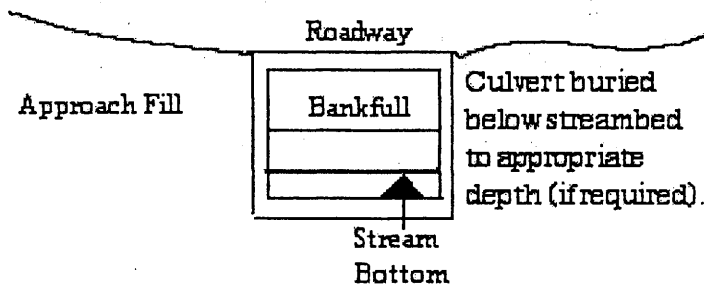 Roadway
Approach Fill
Bankfull
Culvert buried
below streambed
to appropriate
depth (if required).
Stream
Bottom